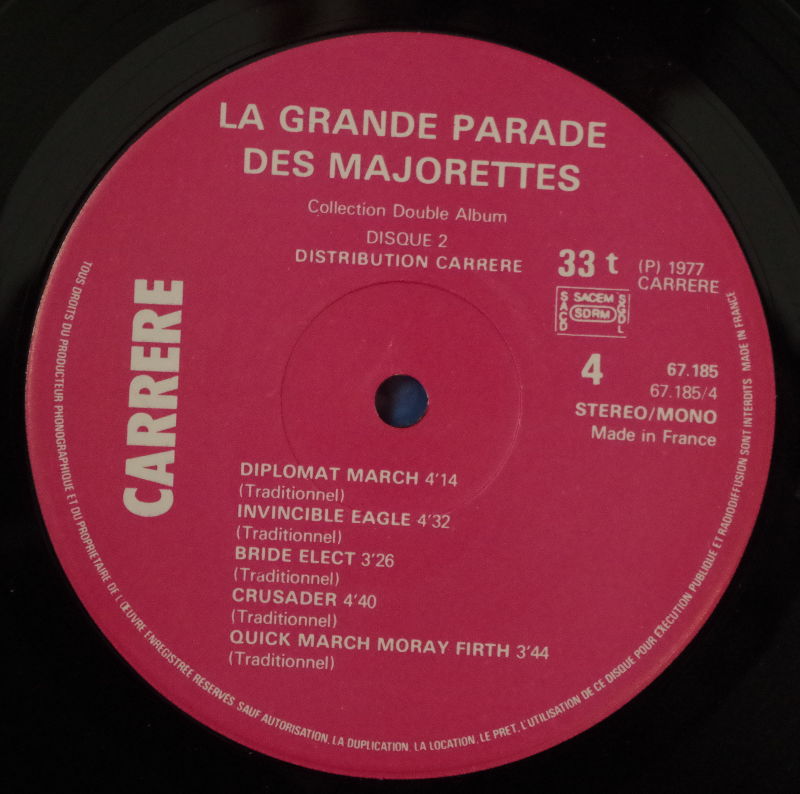 LA GRANDE PARADE
DES MAJORETTES
Collection Double Album
DISQUE 2
DISTRIBUTION CARRERE
33 t
(P) 1977
CARRERE
SACD
SACEM
SDRM
SGDL
4
67.185
67.185/4
STEREO/MONO
Made in France
CARRERE
DIPLOMAT MARCH 4'14
(Traditionnel)
INVINCIBLE EAGLE 4'32
(Traditionnel)
BRIDE ELECT 3'26
(Traditionnel)
CRUSADER 4'40
(Traditionnel)
QUICK MARCH MORAY FIRTH 3'44
(Traditionnel)
TOUS DROITS DU PRODUCTEUR PHONOGRAPHIQUE ET DU PROPRIETAIRE DE L'ŒUVRE ENREGISTREE RESERVES. SAUF AUTORISATION, LA DUPLICATION, LA LOCATION, LE PRET, L'UTILISATION DE CE DISQUE POUR EXECUTION PUBLIQUE ET RADIODIFFUSION SONT INTERDITS MADE IN FRANCE